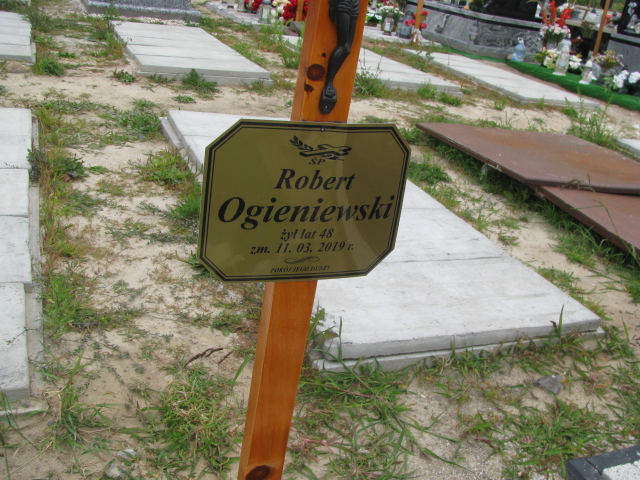 ŚP
Robert
Ogieniewski
żył lat 48
zm. 11. 03. 2019 r.
POKÓJ JEGO DUSZY